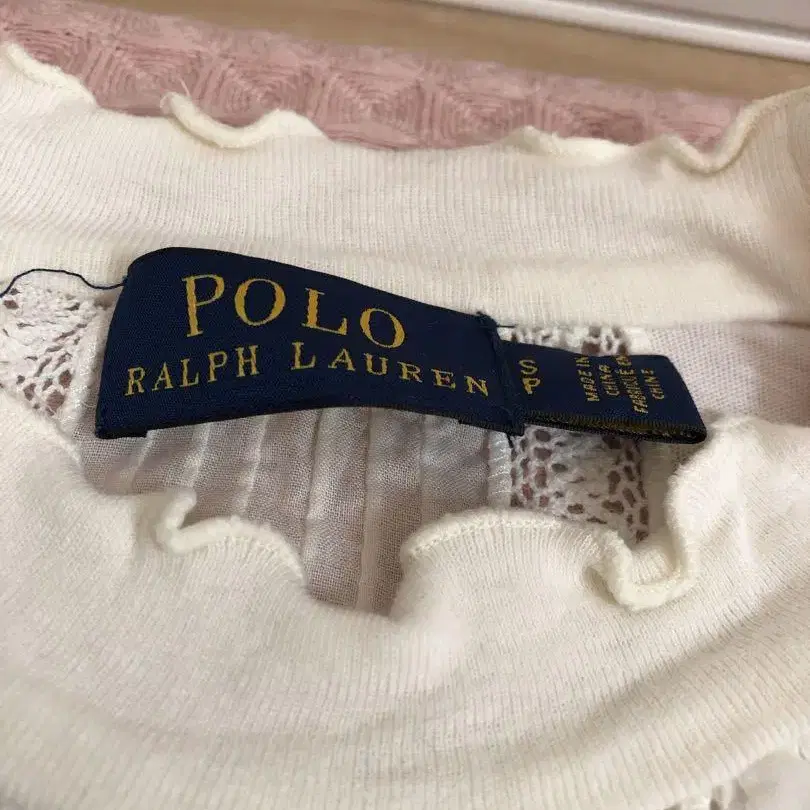 POLO
RALPH LAUREN
S
P
MADE IN
CHINA
FABRIQUÉ EN
CHINE